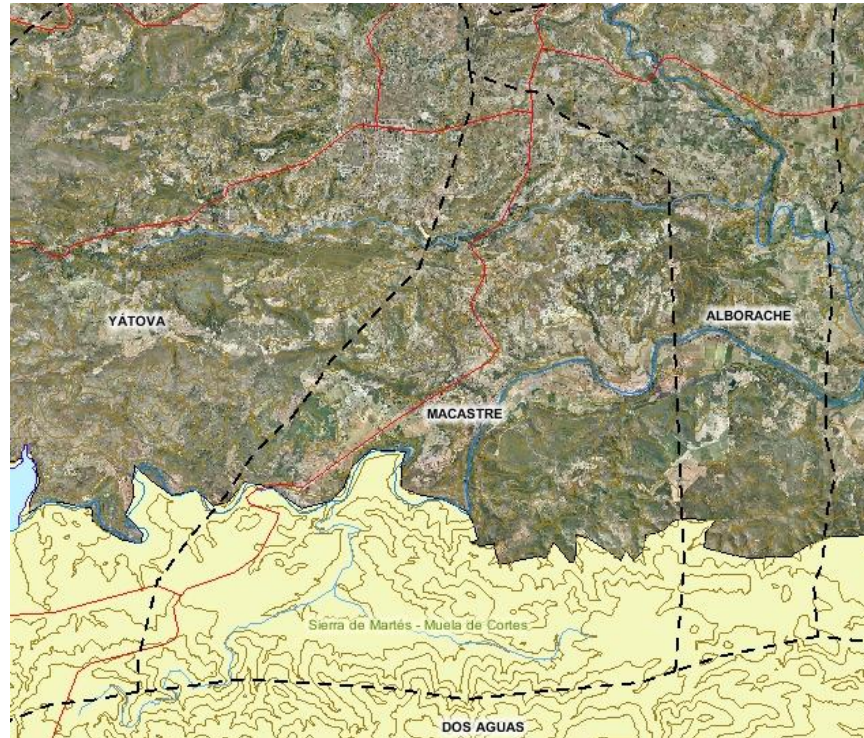 YÁTOVA
ALBORACHE
MACASTRE
Sierra de Martés - Muela de Cortes
DOS AGUAS